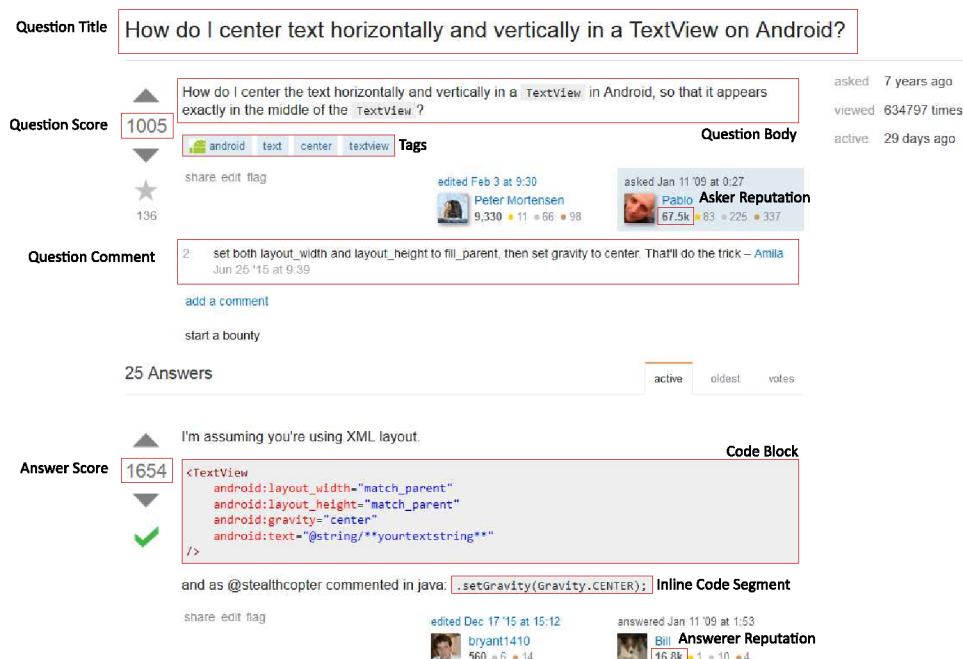 Question Title
How do I center text horizontally and vertically in a TextView on Android?
asked 7 years ago
viewed 634797 times
active 29 days ago
Question Score
1005
How do I center the text horizontally and vertically in a TextView in Android, so that it appears
exactly in the middle of the TextView ?
Question Body
android text center textview Tags
share edit flag
136
edited Feb 3 at 9:30
Peter Mortensen
9,330 11 66 98
asked Jan 11 '09 at 0:27
Pablo Asker Reputation
67.5k 83 225 337
Question Comment
2 set both layout_width and layout_height to fill_parent, then set gravity to center. That'll do the trick – Amila
Jun 25 '15 at 9:39
add a comment
start a bounty
25 Answers
active oldest votes
I'm assuming you're using XML layout.
Code Block
Answer Score
1654
<TextView
    android:layout_width="match_parent"
    android:layout_height="match_parent"
    android:gravity="center"
    android:text="@string/**yourtextstring**"
/>
and as @stealthcopter commented in java: .setGravity(Gravity.CENTER); Inline Code Segment
share edit flag
edited Dec 17 '15 at 15:12
bryant1410
560 6 14
answered Jan 11 '09 at 1:53
Bill Answerer Reputation
16.8k 1 10 4